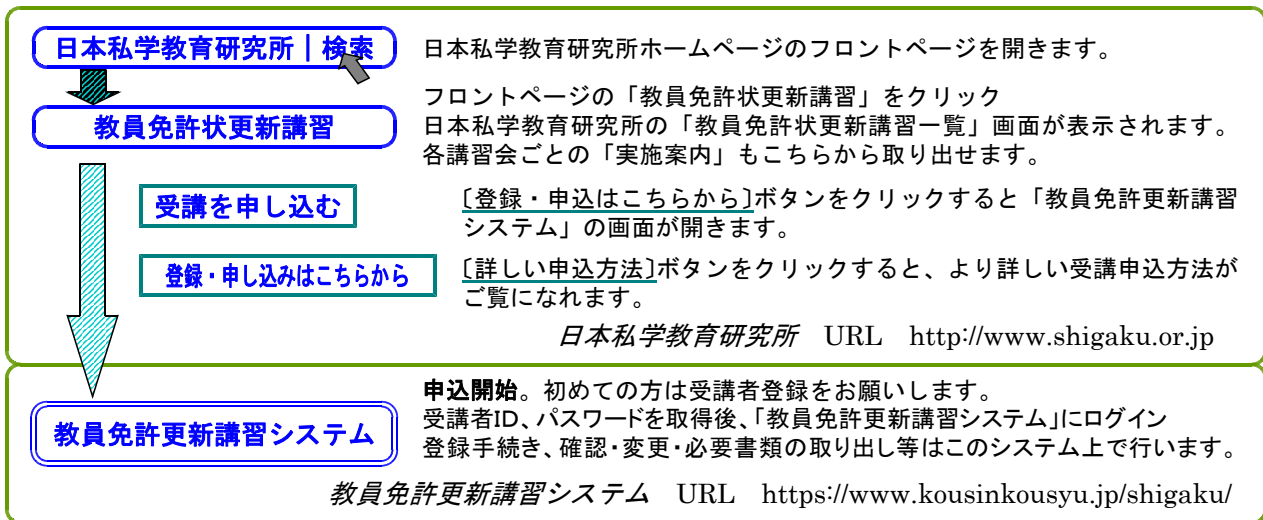 日本私学教育研究所｜検索
日本私学教育研究所ホームページのフロントページを開きます。
教員免許状更新講習
フロントページの「教員免許状更新講習」をクリック
日本私学教育研究所の「教員免許状更新講習一覧」画面が表示されます。
各講習会ごとの「実施案内」もこちらから取り出せます。
受講を申し込む
〔登録・申込はこちらから〕ボタンをクリックすると「教員免許更新講習
システム」の画面が開きます。
登録・申し込みはこちらから
〔詳しい申込方法〕ボタンをクリックすると、より詳しい受講申込方法が
ご覧になれます。
日本私学教育研究所　URL　http://www.shigaku.or.jp
教員免許更新講習システム
申込開始。初めての方は受講者登録をお願いします。
受講者ID、パスワードを取得後、「教員免許更新講習システム」にログイン
登録手続き、確認・変更・必要書類の取り出し等はこのシステム上で行います。
教員免許更新講習システム　URL　https://www.kousinkousyu.jp/shigaku/